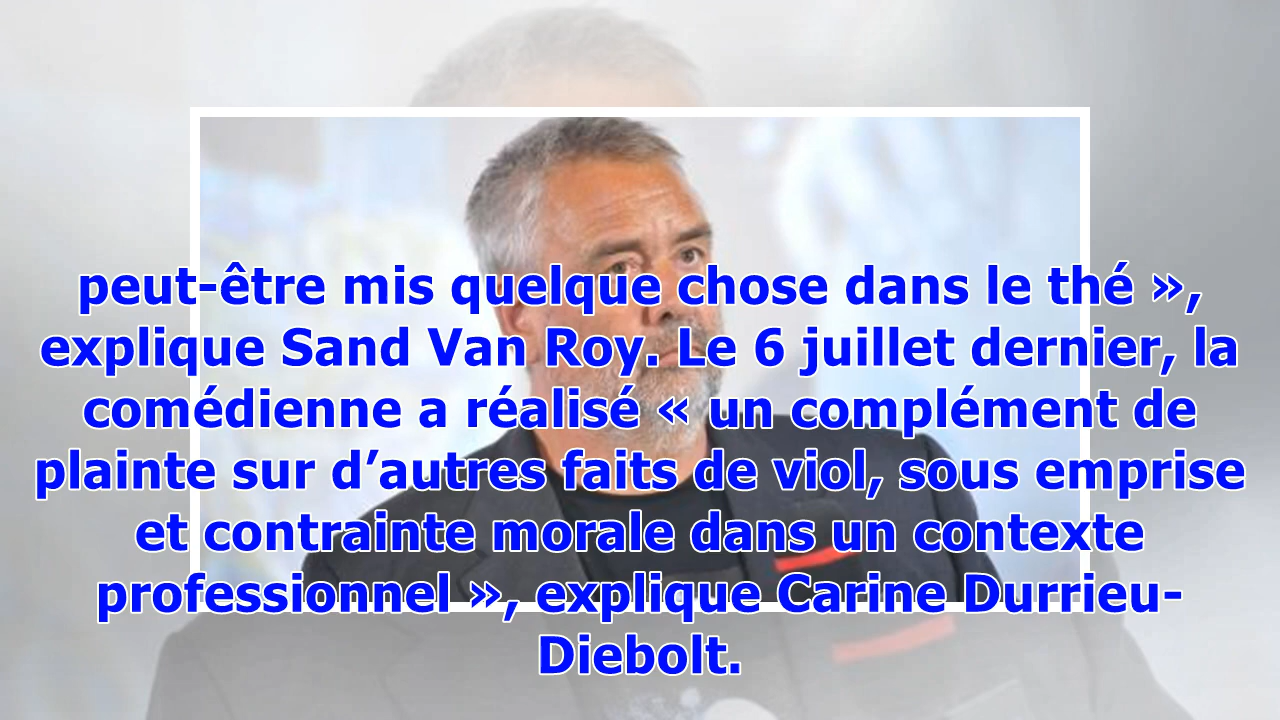 peut-être mis quelque chose dans le thé »,
explique Sand Van Roy. Le 6 juillet dernier, la
comédienne a réalisé « un complément de
plainte sur d’autres faits de viol, sous emprise
et contrainte morale dans un contexte
professionnel », explique Carine Durrieu-
Diebolt.